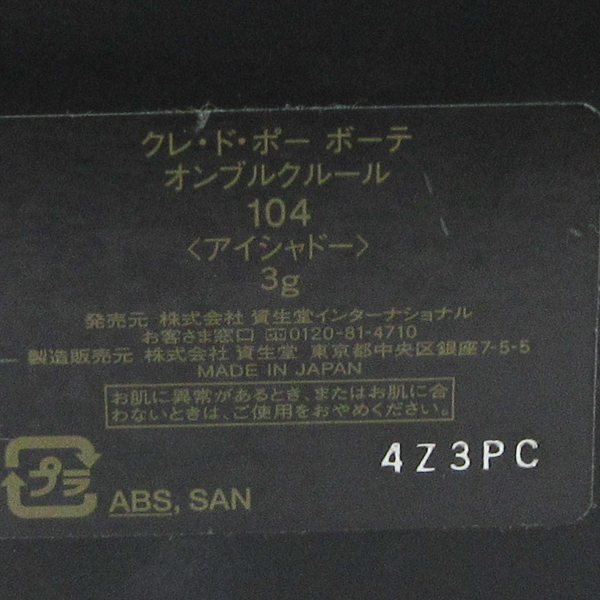 クレ・ド・ポー ボーテ
オンブルクルール
104
〈アイシャドー〉
3g
発売元 株式会社 資生堂インターナショナル
お客さま窓口 0120-81-4710
製造販売元 株式会社 資生堂 東京都中央区銀座7-5-5
MADE IN JAPAN
お肌に異常があるとき、またはお肌に合
わないときは、ご使用をおやめください。
4Z3PC
プラ
ABS, SAN